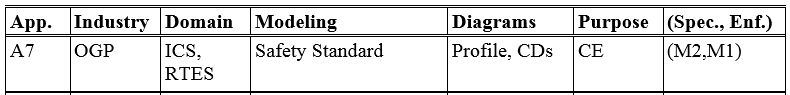 App. Industry Domain Modeling Diagrams Purpose (Spec., Enf.)
A7 OGP ICS, Safety Standard Profile, CDs CE (M2,M1)
RTES